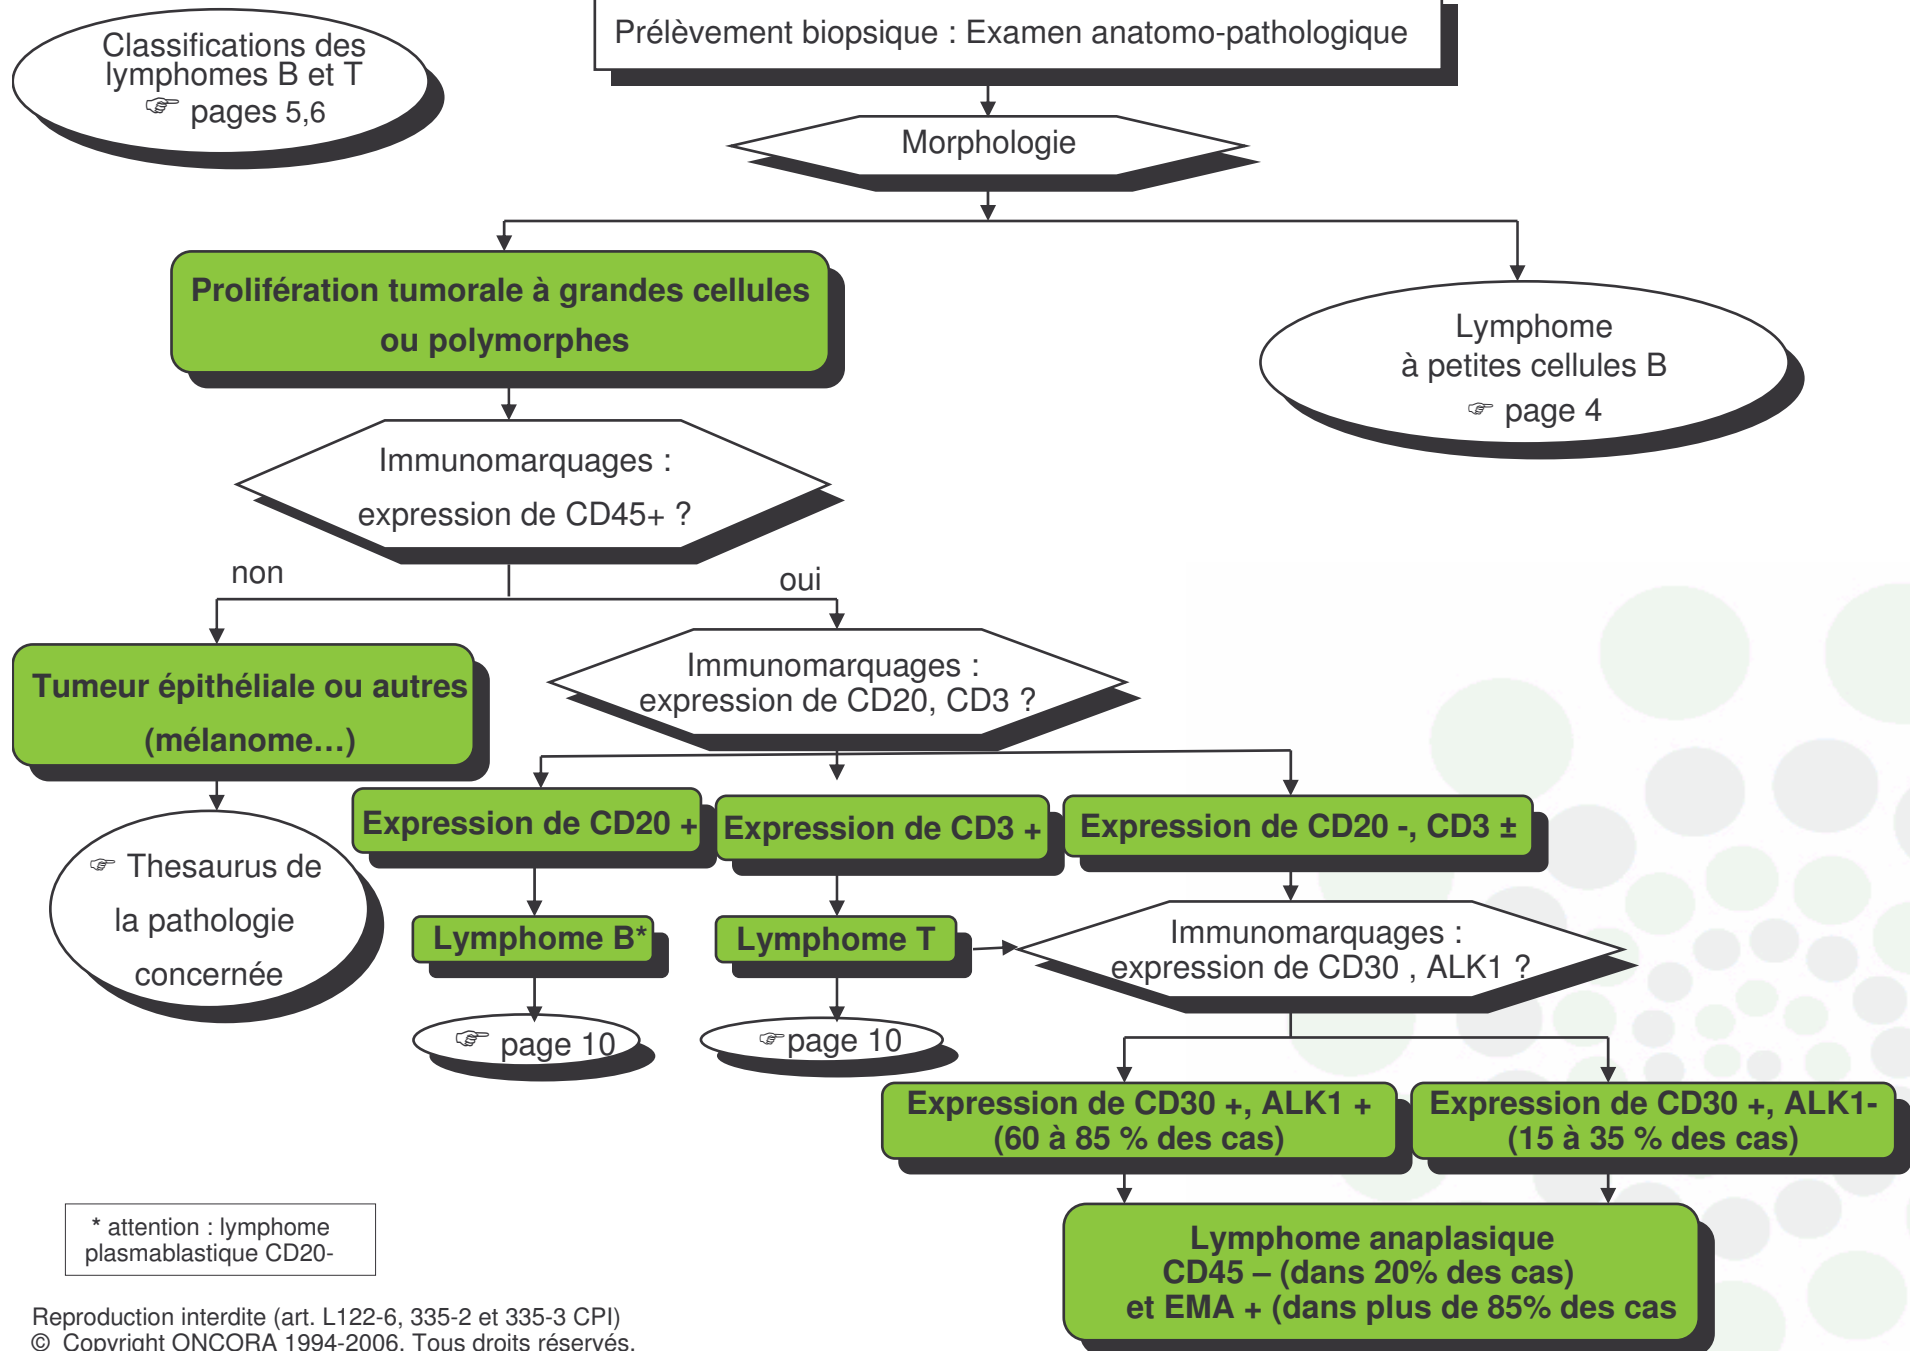 Classifications des
lymphomes B et T
☞ pages 5,6
Prélèvement biopsique : Examen anatomo-pathologique
Morphologie
Prolifération tumorale à grandes cellules
ou polymorphes
Lymphome
à petites cellules B
☞ page 4
Immunomarquages :
expression de CD45+ ?
non
oui
Tumeur épithéliale ou autres
(mélanome…)
Immunomarquages :
expression de CD20, CD3 ?
☞ Thesaurus de
la pathologie
concernée
Expression de CD20 +
Expression de CD3 +
Expression de CD20 -, CD3 ±
Lymphome B*
Lymphome T
Immunomarquages :
expression de CD30 , ALK1 ?
☞ page 10
☞page 10
Expression de CD30 +, ALK1 +
(60 à 85 % des cas)
Expression de CD30 +, ALK1-
(15 à 35 % des cas)
Lymphome anaplasique
CD45 – (dans 20% des cas)
et EMA + (dans plus de 85% des cas
* attention : lymphome
plasmablastique CD20-
Reproduction interdite (art. L122-6, 335-2 et 335-3 CPI)
© Copyright ONCORA 1994-2006. Tous droits réservés.